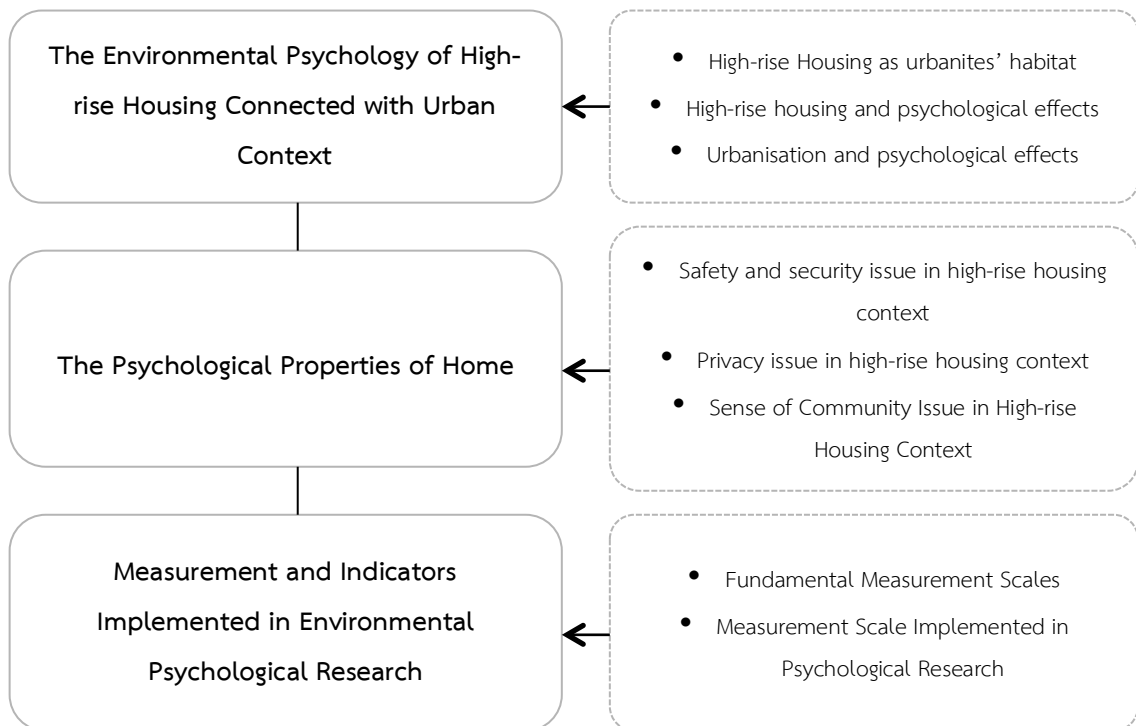 The Environmental Psychology of High-
rise Housing Connected with Urban
Context
• High-rise Housing as urbanites’ habitat
• High-rise housing and psychological effects
• Urbanisation and psychological effects
The Psychological Properties of Home
• Safety and security issue in high-rise housing
context
• Privacy issue in high-rise housing context
• Sense of Community Issue in High-rise
Housing Context
Measurement and Indicators
Implemented in Environmental
Psychological Research
• Fundamental Measurement Scales
• Measurement Scale Implemented in
Psychological Research